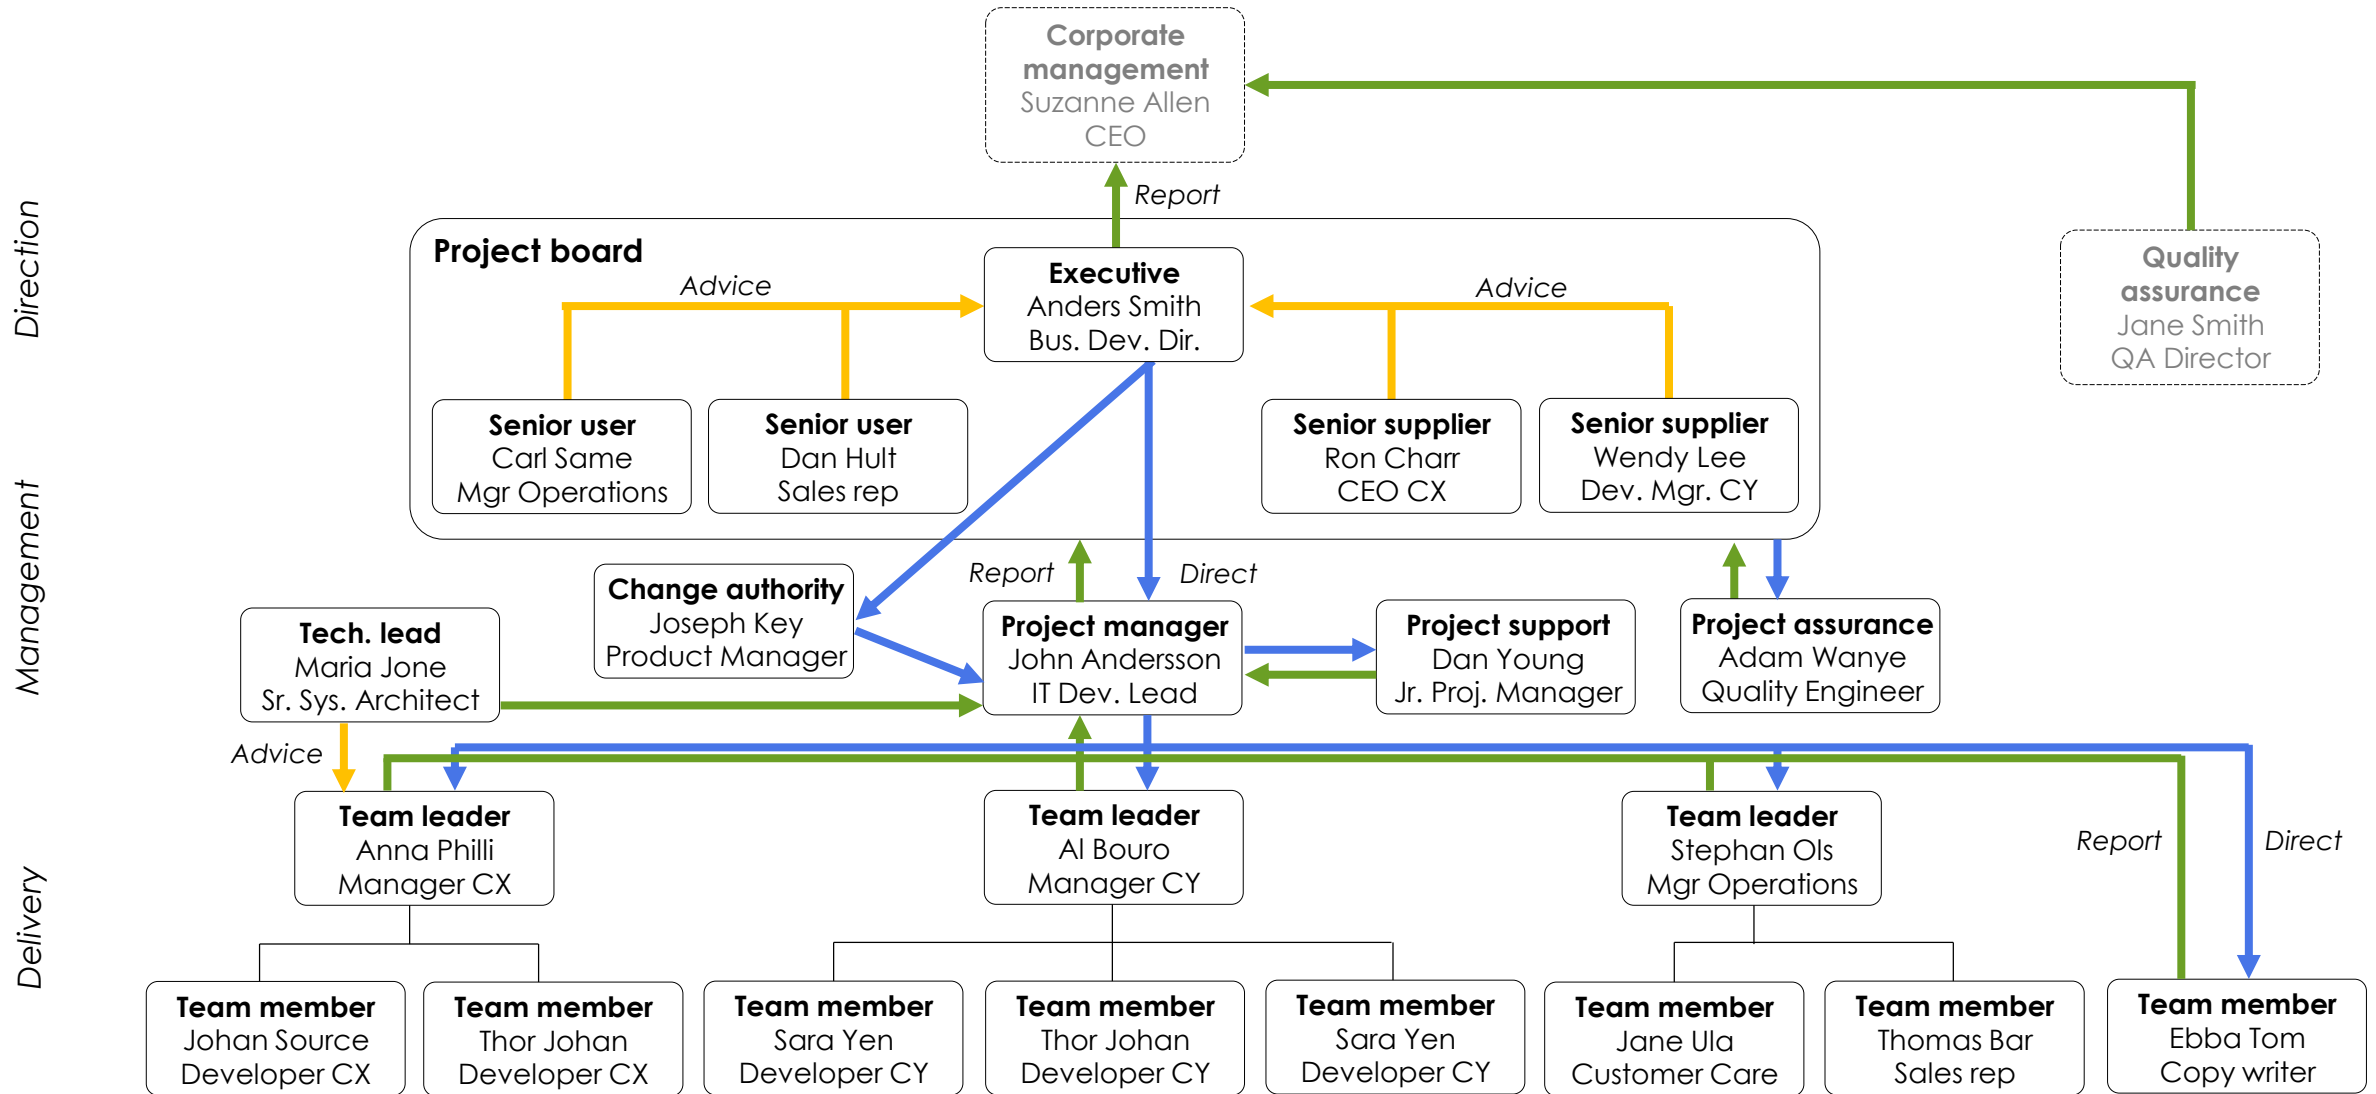 Corporate
management
Suzanne Allen
CEO
Report
Direction
Project board
Executive
Anders Smith
Bus. Dev. Dir.
Advice
Advice
Quality
assurance
Jane Smith
QA Director
Senior user
Carl Same
Mgr Operations
Senior user
Dan Hult
Sales rep
Senior supplier
Ron Charr
CEO CX
Senior supplier
Wendy Lee
Dev. Mgr. CY
Management
Report
Direct
Tech. lead
Maria Jone
Sr. Sys. Architect
Change authority
Joseph Key
Product Manager
Project manager
John Andersson
IT Dev. Lead
Project support
Dan Young
Jr. Proj. Manager
Project assurance
Adam Wanye
Quality Engineer
Advice
Delivery
Team leader
Anna Philli
Manager CX
Team leader
Al Bouro
Manager CY
Team leader
Stephan Ols
Mgr Operations
Report
Direct
Team member
Johan Source
Developer CX
Team member
Thor Johan
Developer CX
Team member
Sara Yen
Developer CY
Team member
Thor Johan
Developer CY
Team member
Sara Yen
Developer CY
Team member
Jane Ula
Customer Care
Team member
Thomas Bar
Sales rep
Team member
Ebba Tom
Copy writer